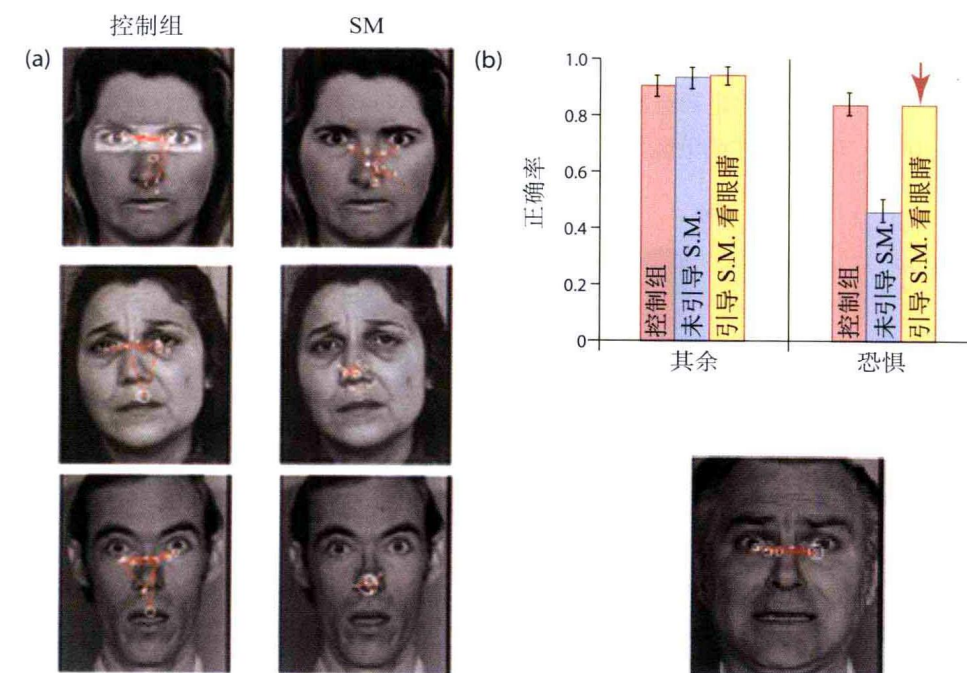 控制组
SM
(a)
(b)
正确率
1.0
0.8
0.6
0.4
0.2
0
控制组
未引导 S.M.
引导 S.M. 看眼睛
控制组
未引导 S.M.
引导 S.M. 看眼睛
其余
恐惧